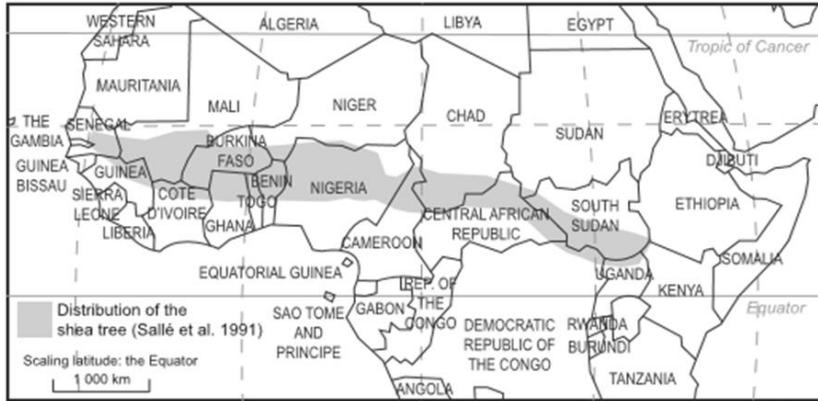 WESTERN
SAHARA
ALGERIA
LIBYA
EGYPT
Tropic of Cancer
MAURITANIA
MALI
NIGER
CHAD
SUDAN
ERYTREA
THE
GAMBIA
SENEGAL
BURKINA
FASO
DJIBUTI
GUINEA
BISSAU
GUINEA
BENIN
NIGERIA
SIERRA
LEONE
COTE
D'IVOIRE
TOGO
GHANA
LIBERIA
CENTRAL AFRICAN
REPUBLIC
SOUTH
SUDAN
ETHIOPIA
CAMEROON
SOMALIA
EQUATORIAL GUINEA
UGANDA
KENYA
REP. OF
THE
CONGO
GABON
Equator
Distribution of the
shea tree (Sallé et al. 1991)
SAO TOME
AND
PRINCIPE
DEMOCRATIC
REPUBLIC OF
THE CONGO
RWANDA
BURUNDI
Scaling latitude: the Equator
1 000 km
TANZANIA
ANGOLA